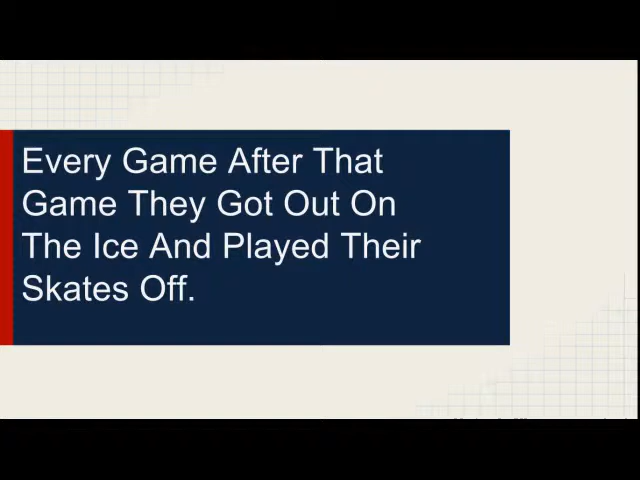 Every Game After That
Game They Got Out On
The Ice And Played Their
Skates Off.